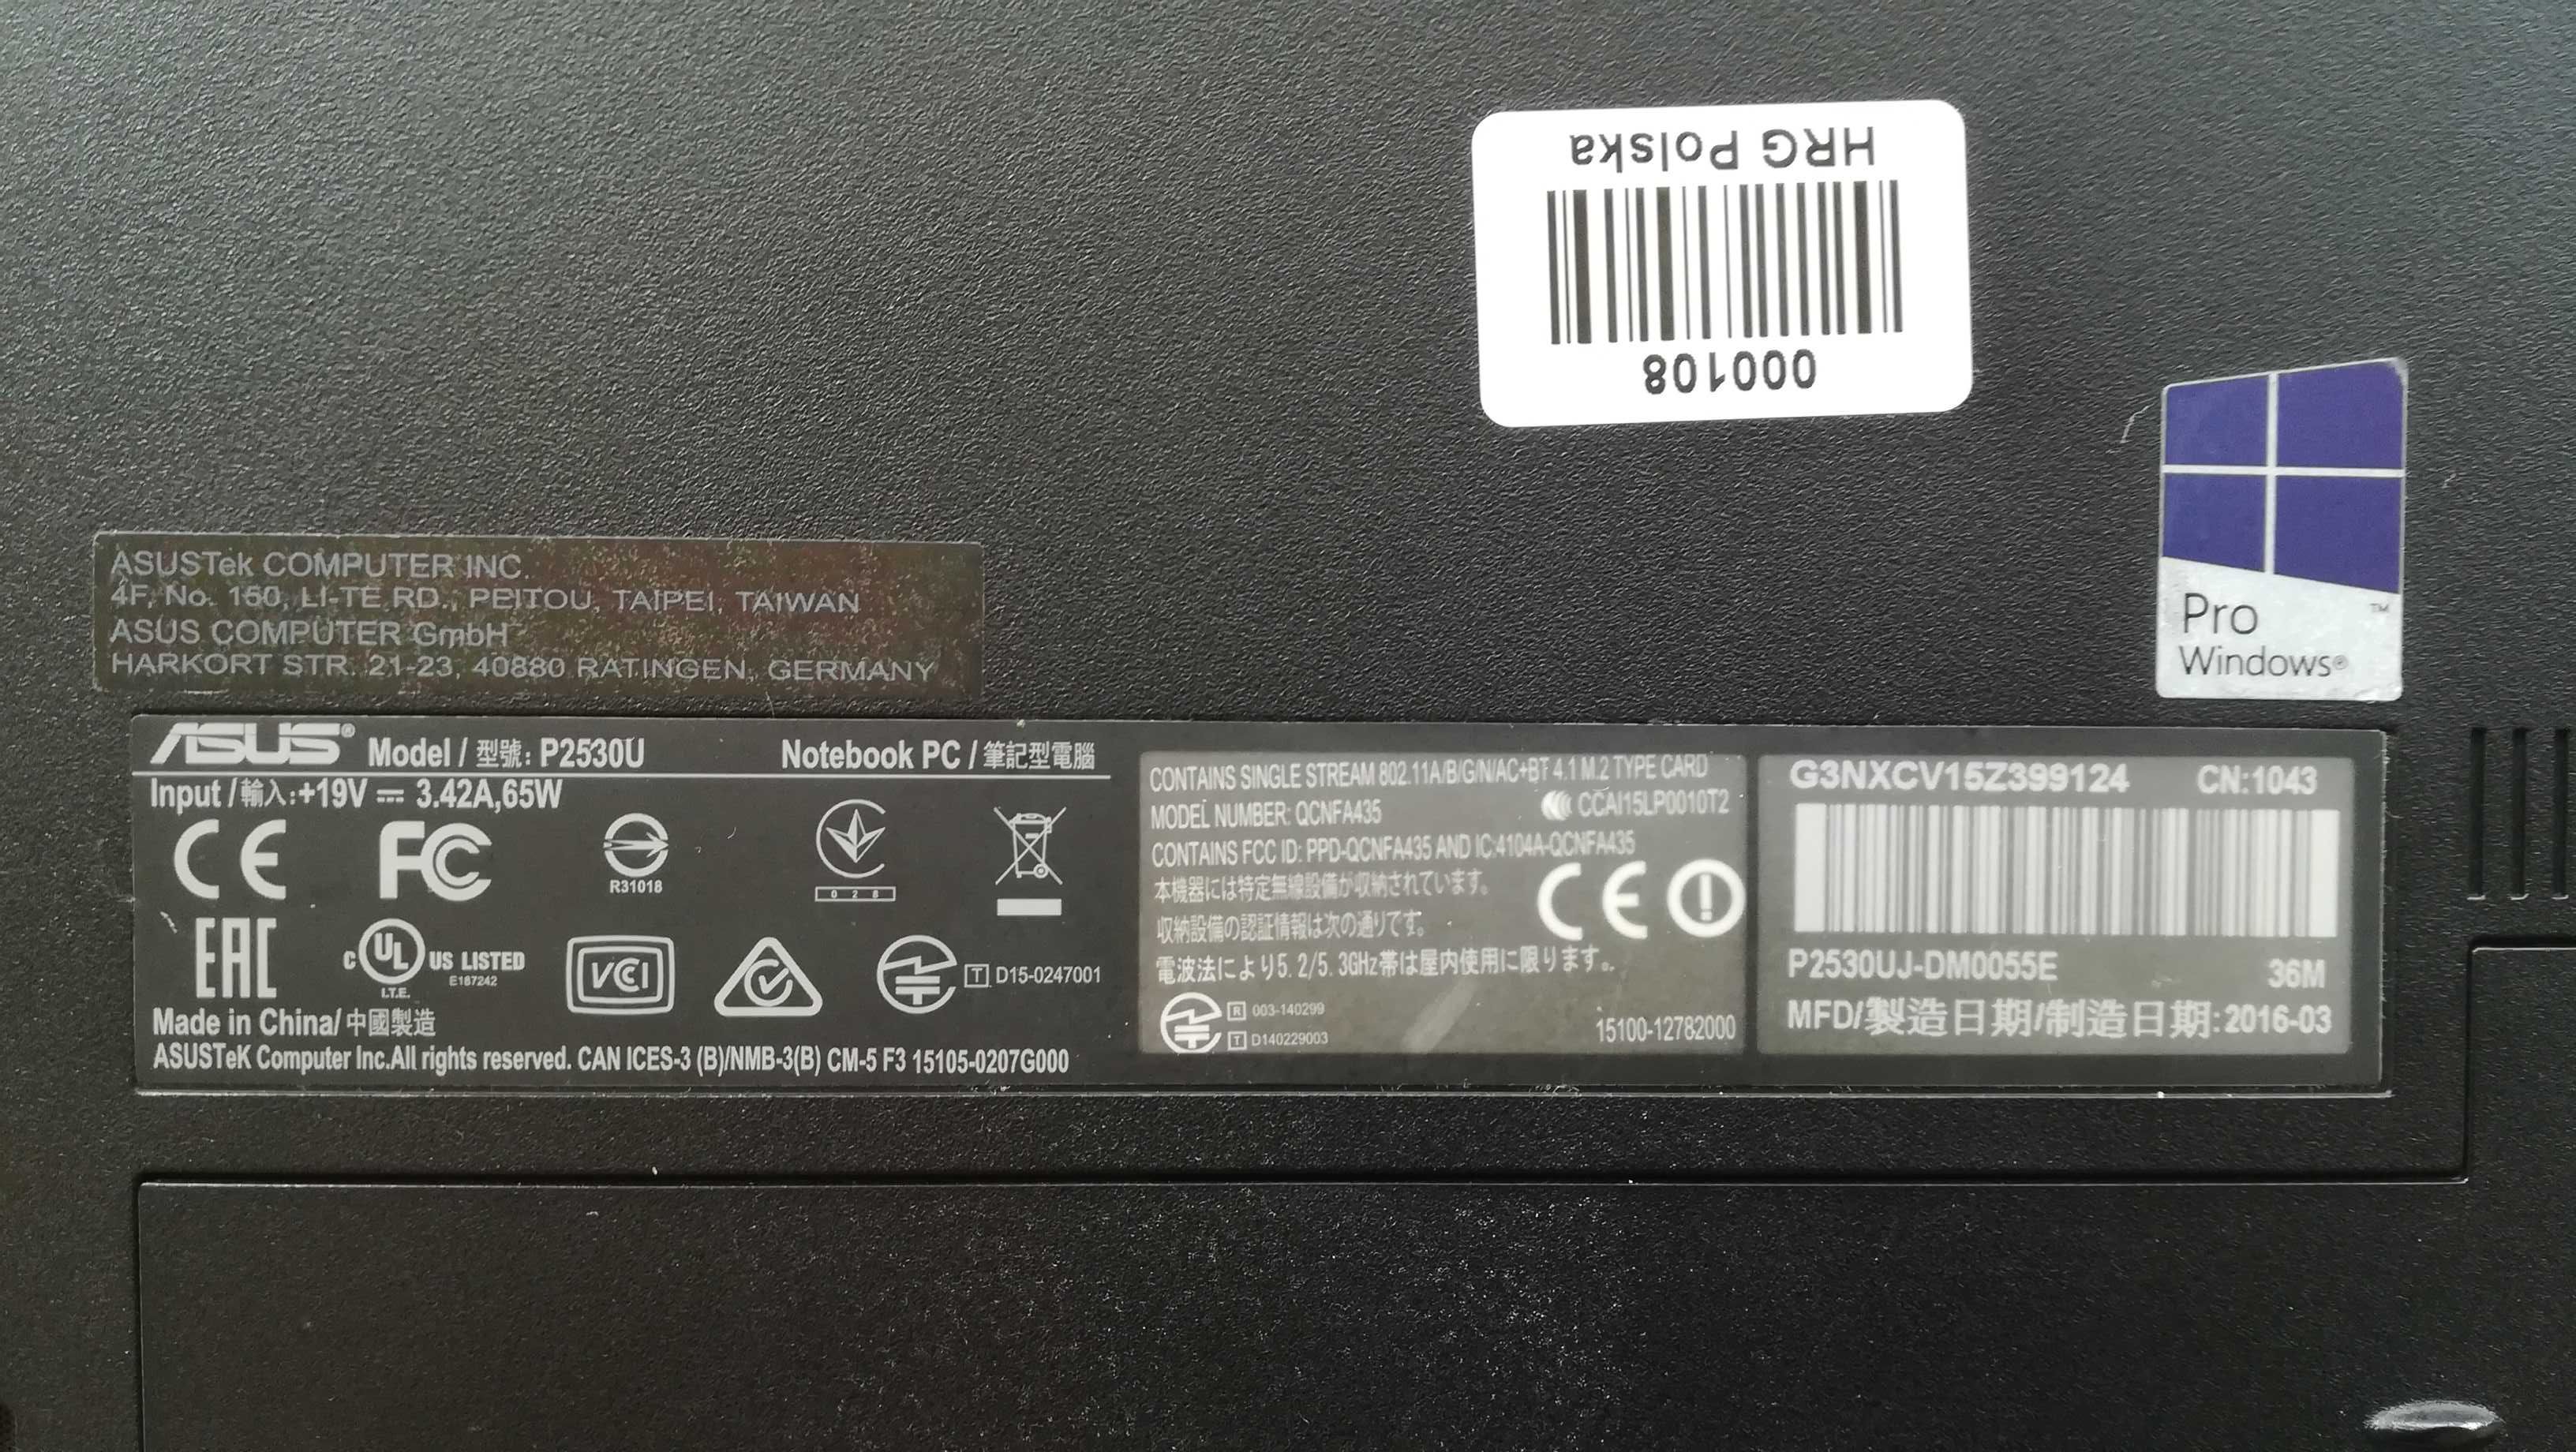 HRG Polska
000108
Pro
Windows®
™
ASUSTek COMPUTER INC.
4F, No. 150, LI-TE RD., PEITOU, TAIPEI, TAIWAN
ASUS COMPUTER GmbH
HARKORT STR. 21-23, 40880 RATINGEN, GERMANY
ASUS® Model / 型號: P2530U Notebook PC / 筆記型電腦
Input / 輸入:+19V ⎓ 3.42A,65W
CE FC
R31018
028
EAC
c UL US LISTED
I.T.E. E187242
VCI
T D15-0247001
Made in China/ 中國製造
ASUSTeK Computer Inc.All rights reserved. CAN ICES-3 (B)/NMB-3(B) CM-5 F3 15105-0207G000
CONTAINS SINGLE STREAM 802.11A/B/G/N/AC+BT 4.1 M.2 TYPE CARD
MODEL NUMBER: QCNFA435 CCAI15LP0010T2
CONTAINS FCC ID: PPD-QCNFA435 AND IC:4104A-QCNFA435
本機器には特定無線設備が収納されています。
収納設備の認証情報は次の通りです。
CE
電波法により5.2/5.3GHz帯は屋内使用に限ります。
R 003-140299
T D140229003
15100-12782000
G3NXCV15Z399124 CN:1043
P2530UJ-DM0055E 36M
MFD/製造日期/制造日期:2016-03